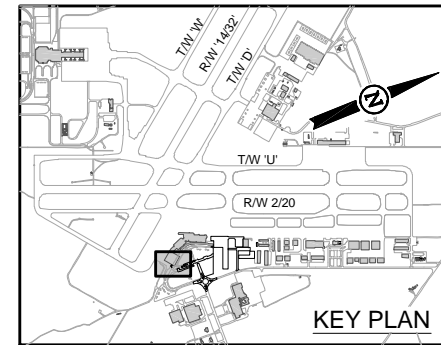 T/W 'W'
R/W '14/32'
T/W 'D'
N
T/W 'U'
R/W 2/20
KEY PLAN